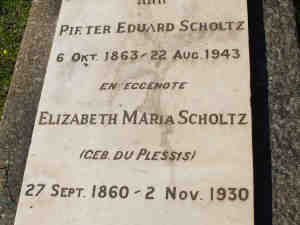 PIETER EDUARD SCHOLTZ
6 OKT. 1863-22 AUG. 1943
EN EGGENOTE
ELIZABETH MARIA SCHOLTZ
(GEB. DU PLESSIS)
27 SEPT. 1860 - 2 NOV. 1930